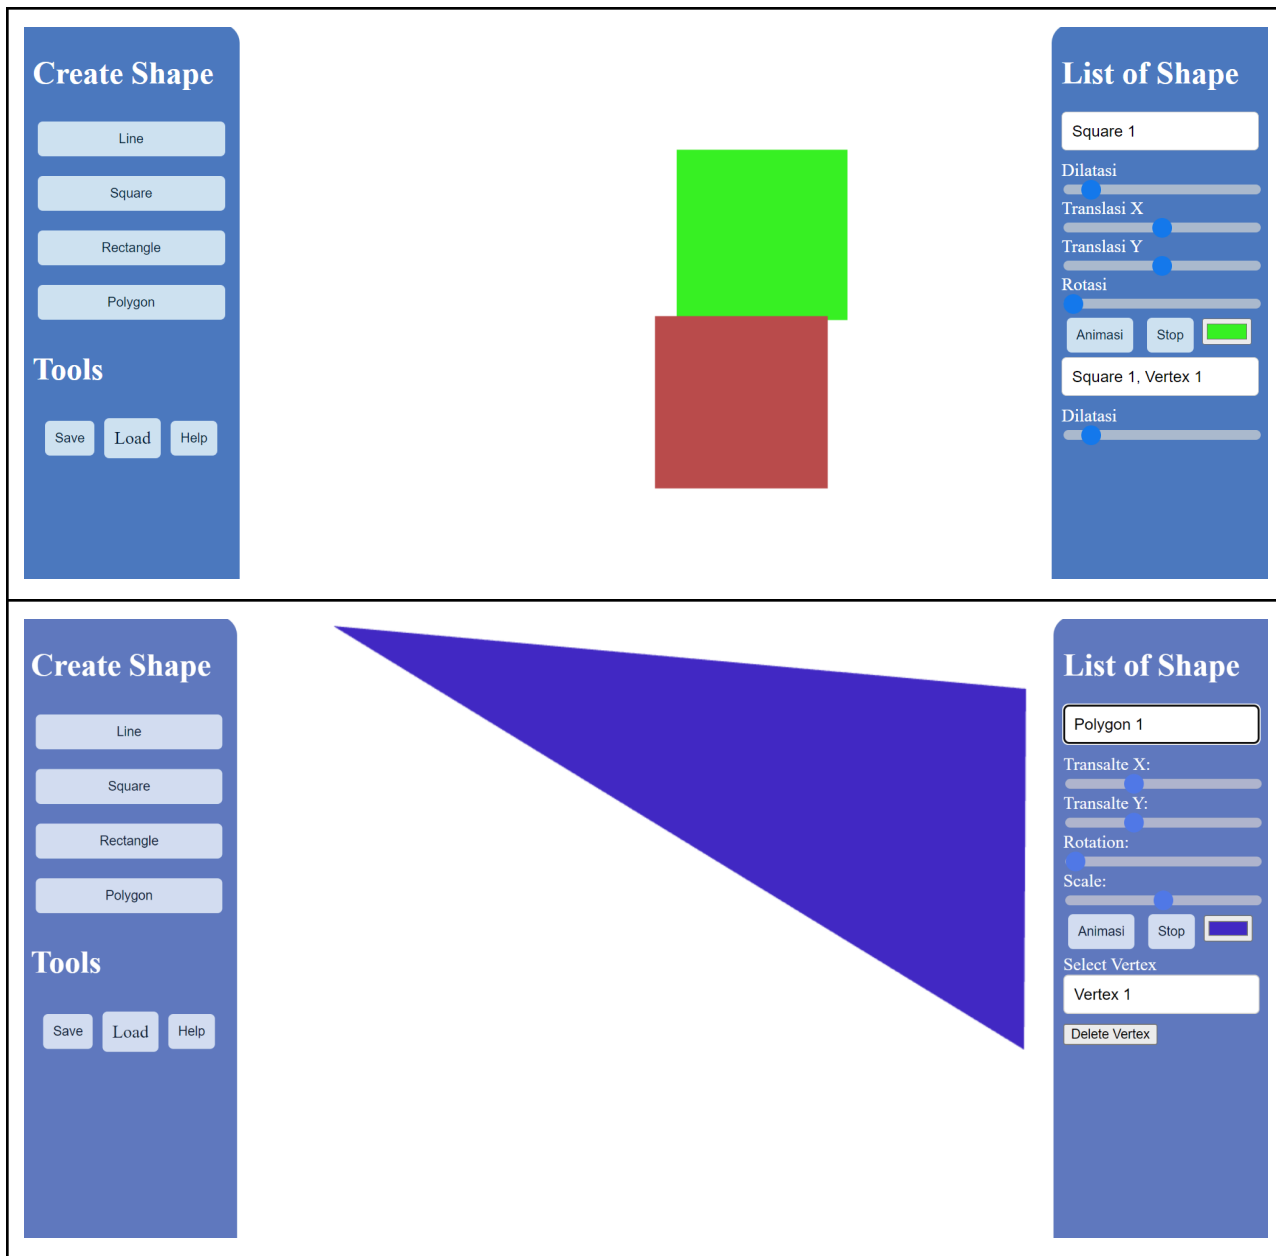 Create Shape
Line
Square
Rectangle
Polygon
Tools
Save Load Help
List of Shape
Square 1
Dilatasi
Translasi X
Translasi Y
Rotasi
Animasi Stop
Square 1, Vertex 1
Dilatasi
Create Shape
Line
Square
Rectangle
Polygon
Tools
Save Load Help
List of Shape
Polygon 1
Transalte X:
Transalte Y:
Rotation:
Scale:
Animasi Stop
Select Vertex
Vertex 1
Delete Vertex